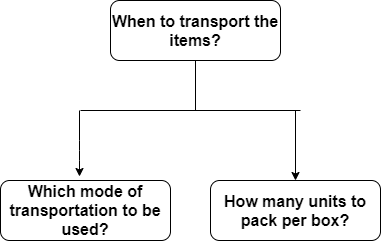 When to transport the
items?
Which mode of
transportation to be
used?
How many units to
pack per box?